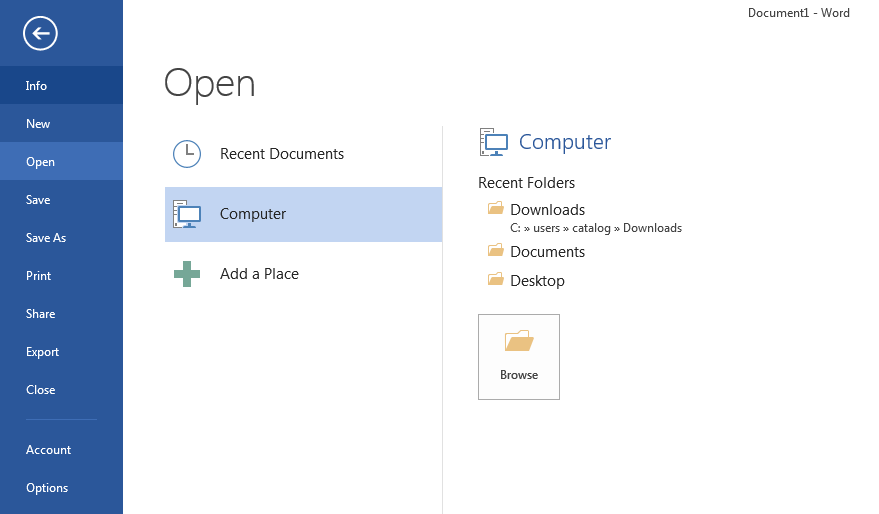 Document1 - Word
Info
New
Open
Save
Save As
Print
Share
Export
Close
Account
Options
Open
Recent Documents
Computer
Add a Place
Computer
Recent Folders
Downloads
C: » users » catalog » Downloads
Documents
Desktop
Browse